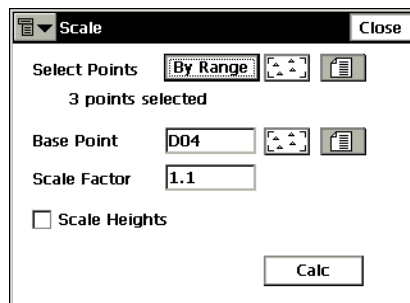 Scale Close
Select Points By Range
3 points selected
Base Point D04
Scale Factor 1.1
Scale Heights
Calc